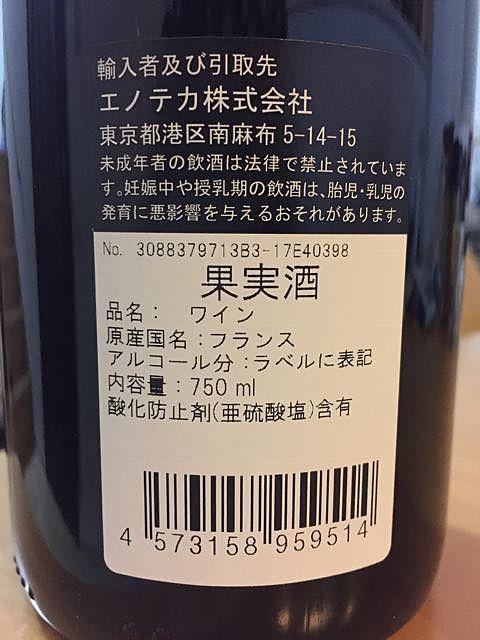 輸入者及び引取先
エノテカ株式会社
東京都港区南麻布 5-14-15
未成年者の飲酒は法律で禁止されていま
す。妊娠中や授乳期の飲酒は、胎児・乳児の
発育に悪影響を与えるおそれがあります。
No. 3088379713B3-17E40398
果実酒
品名： ワイン
原産国名：フランス
アルコール分：ラベルに表記
内容量：750 ml
酸化防止剤(亜硫酸塩)含有
4 573158 959514